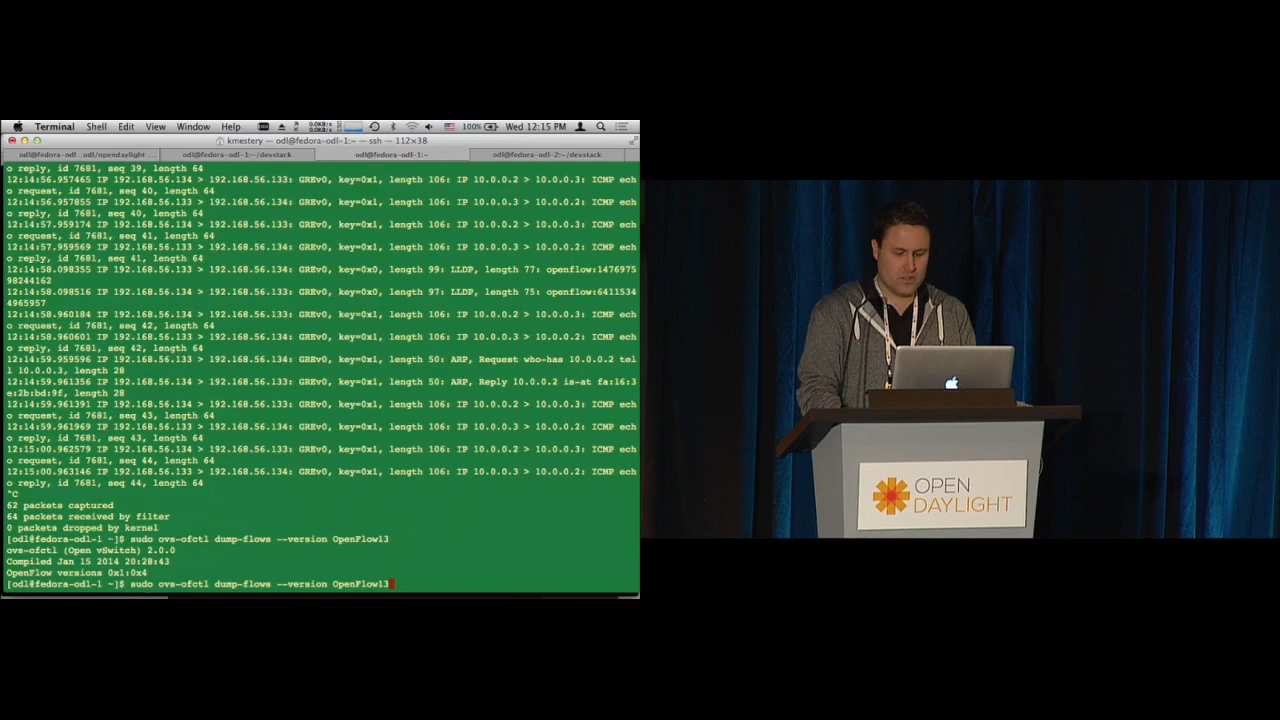 Terminal Shell Edit View Window Help 0.0KB/s 0.0KB/s 100% Wed 12:15 PM
kmestery — odl@fedora-odl-1:~ — ssh — 112×38
odl@fedora-odl...odl/opendaylight ... odl@fedora-odl-1:~/devstack odl@fedora-odl-1:~ odl@fedora-odl-2:~/devstack
o reply, id 7681, seq 39, length 64
12:14:56.957465 IP 192.168.56.134 > 192.168.56.133: GREv0, key=0x1, length 106: IP 10.0.0.2 > 10.0.0.3: ICMP ech
o request, id 7681, seq 40, length 64
12:14:56.957855 IP 192.168.56.133 > 192.168.56.134: GREv0, key=0x1, length 106: IP 10.0.0.3 > 10.0.0.2: ICMP ech
o reply, id 7681, seq 40, length 64
12:14:57.959174 IP 192.168.56.134 > 192.168.56.133: GREv0, key=0x1, length 106: IP 10.0.0.2 > 10.0.0.3: ICMP ech
o request, id 7681, seq 41, length 64
12:14:57.959569 IP 192.168.56.133 > 192.168.56.134: GREv0, key=0x1, length 106: IP 10.0.0.3 > 10.0.0.2: ICMP ech
o reply, id 7681, seq 41, length 64
12:14:58.098355 IP 192.168.56.133 > 192.168.56.134: GREv0, key=0x0, length 99: LLDP, length 77: openflow:1476975
98244162
12:14:58.098516 IP 192.168.56.134 > 192.168.56.133: GREv0, key=0x0, length 97: LLDP, length 75: openflow:6411534
4965957
12:14:58.960184 IP 192.168.56.134 > 192.168.56.133: GREv0, key=0x1, length 106: IP 10.0.0.2 > 10.0.0.3: ICMP ech
o request, id 7681, seq 42, length 64
12:14:58.960601 IP 192.168.56.133 > 192.168.56.134: GREv0, key=0x1, length 106: IP 10.0.0.3 > 10.0.0.2: ICMP ech
o reply, id 7681, seq 42, length 64
12:14:59.959596 IP 192.168.56.133 > 192.168.56.134: GREv0, key=0x1, length 50: ARP, Request who-has 10.0.0.2 tel
l 10.0.0.3, length 28
12:14:59.961356 IP 192.168.56.134 > 192.168.56.133: GREv0, key=0x1, length 50: ARP, Reply 10.0.0.2 is-at fa:16:3
e:2b:bd:9f, length 28
12:14:59.961391 IP 192.168.56.134 > 192.168.56.133: GREv0, key=0x1, length 106: IP 10.0.0.2 > 10.0.0.3: ICMP ech
o request, id 7681, seq 43, length 64
12:14:59.961969 IP 192.168.56.133 > 192.168.56.134: GREv0, key=0x1, length 106: IP 10.0.0.3 > 10.0.0.2: ICMP ech
o reply, id 7681, seq 43, length 64
12:15:00.962579 IP 192.168.56.134 > 192.168.56.133: GREv0, key=0x1, length 106: IP 10.0.0.2 > 10.0.0.3: ICMP ech
o request, id 7681, seq 44, length 64
12:15:00.963146 IP 192.168.56.133 > 192.168.56.134: GREv0, key=0x1, length 106: IP 10.0.0.3 > 10.0.0.2: ICMP ech
o reply, id 7681, seq 44, length 64
^C
62 packets captured
64 packets received by filter
0 packets dropped by kernel
[odl@fedora-odl-1 ~]$ sudo ovs-ofctl dump-flows --version OpenFlow13
ovs-ofctl (Open vSwitch) 2.0.0
Compiled Jan 15 2014 20:28:43
OpenFlow versions 0x1:0x4
[odl@fedora-odl-1 ~]$ sudo ovs-ofctl dump-flows --version OpenFlow13
OPEN
DAYLIGHT